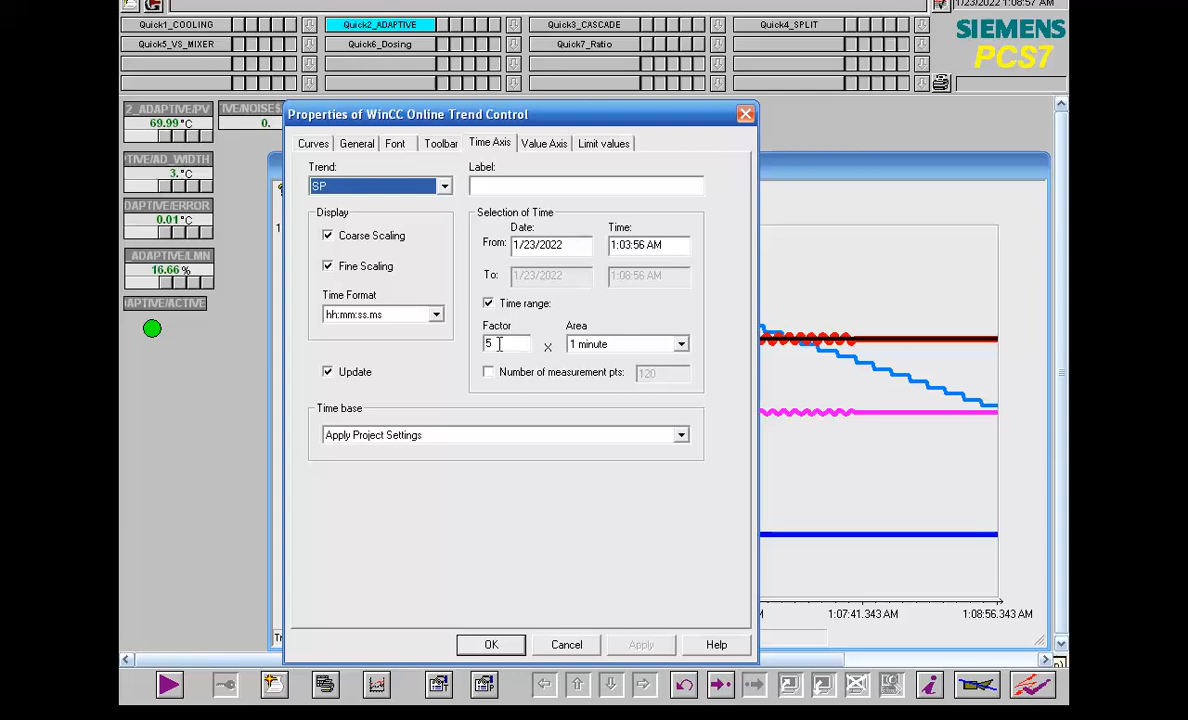 1/23/2022 1:08:57 AM
Quick1_COOLING
Quick2_ADAPTIVE
Quick3_CASCADE
Quick4_SPLIT
Quick5_VS_MIXER
Quick6_Dosing
Quick7_Ratio
SIEMENS
PCS7
2_ADAPTIVE/PV
69.99 °C
IVE/NOISE
0.
PTIVE/AD_WIDTH
3. °C
DAPTIVE/ERROR
0.01 °C
_ADAPTIVE/LMN
16.66 %
DAPTIVE/ACTIVE
Properties of WinCC Online Trend Control
Curves
General
Font
Toolbar
Time Axis
Value Axis
Limit values
Trend:
SP
Label:
Display
Coarse Scaling
Fine Scaling
Time Format
hh:mm:ss.ms
Update
Selection of Time
Date:
Time:
From:
1/23/2022
1:03:56 AM
To:
1/23/2022
1:08:56 AM
Time range:
Factor
Area
5
x
1 minute
Number of measurement pts:
120
Time base
Apply Project Settings
OK
Cancel
Apply
Help
1
M
1:07:41.343 AM
1:08:56.343 AM